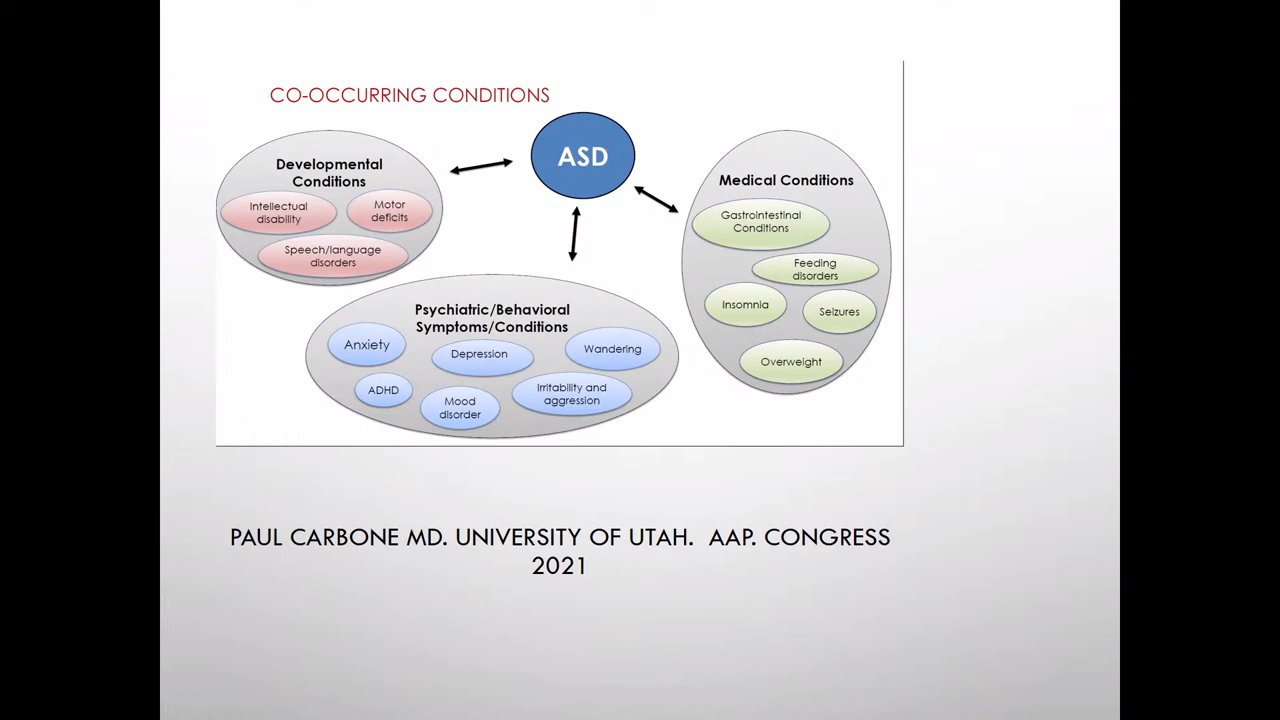 CO-OCCURRING CONDITIONS
ASD
Developmental
Conditions
Intellectual
disability
Motor
deficits
Speech/language
disorders
Psychiatric/Behavioral
Symptoms/Conditions
Anxiety
Depression
Wandering
ADHD
Mood
disorder
Irritability and
aggression
Medical Conditions
Gastrointestinal
Conditions
Feeding
disorders
Insomnia
Seizures
Overweight
PAUL CARBONE MD. UNIVERSITY OF UTAH. AAP. CONGRESS
2021